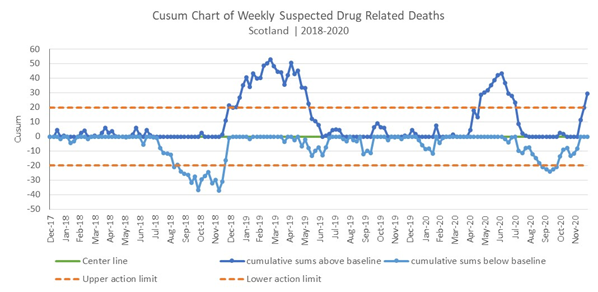 Cusum Chart of Weekly Suspected Drug Related Deaths
Scotland | 2018-2020
60
50
40
30
20
10
0
-10
-20
-30
-40
-50
Cusum
Dec-17 Jan-18 Feb-18 Mar-18 Apr-18 May-18 Jun-18 Jul-18 Aug-18 Sep-18 Oct-18 Nov-18 Dec-18 Jan-19 Feb-19 Mar-19 Apr-19 May-19 Jun-19 Jul-19 Aug-19 Sep-19 Oct-19 Nov-19 Dec-19 Jan-20 Feb-20 Mar-20 Apr-20 May-20 Jun-20 Jul-20 Aug-20 Sep-20 Oct-20 Nov-20
Center line cumulative sums above baseline cumulative sums below baseline
Upper action limit Lower action limit